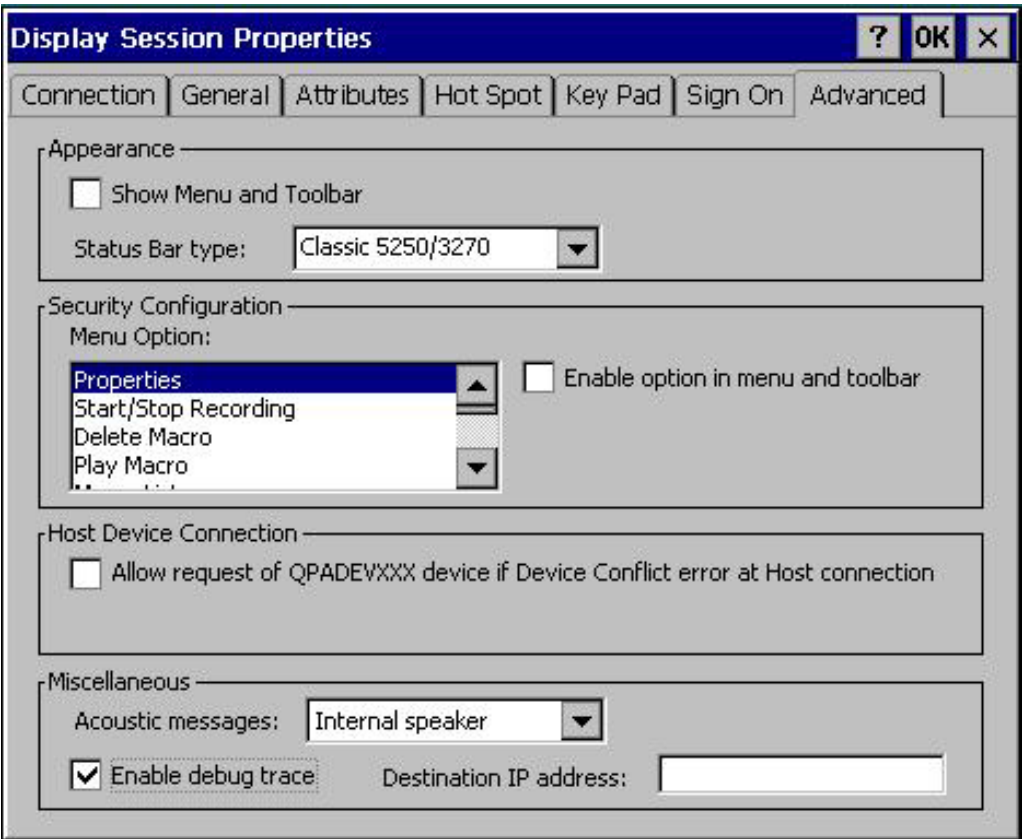 Display Session Properties ? OK ×
Connection General Attributes Hot Spot Key Pad Sign On Advanced
Appearance
Show Menu and Toolbar
Status Bar type: Classic 5250/3270
Security Configuration
Menu Option:
Properties Enable option in menu and toolbar
Start/Stop Recording
Delete Macro
Play Macro
Host Device Connection
Allow request of QPADEVXXX device if Device Conflict error at Host connection
Miscellaneous
Acoustic messages: Internal speaker
Enable debug trace Destination IP address: